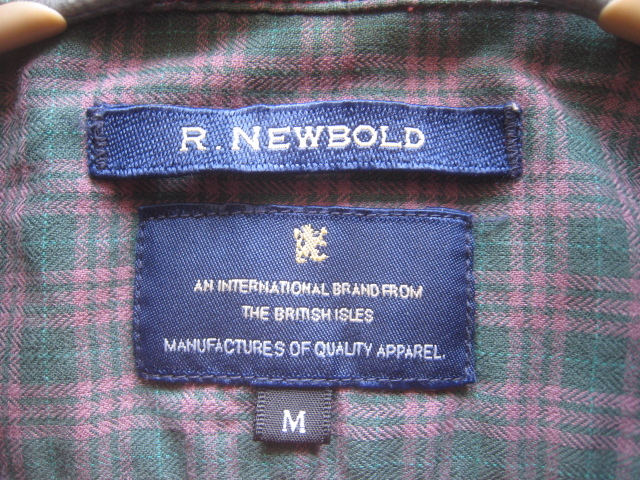 R. NEWBOLD
AN INTERNATIONAL BRAND FROM
THE BRITISH ISLES
MANUFACTURES OF QUALITY APPAREL.
M